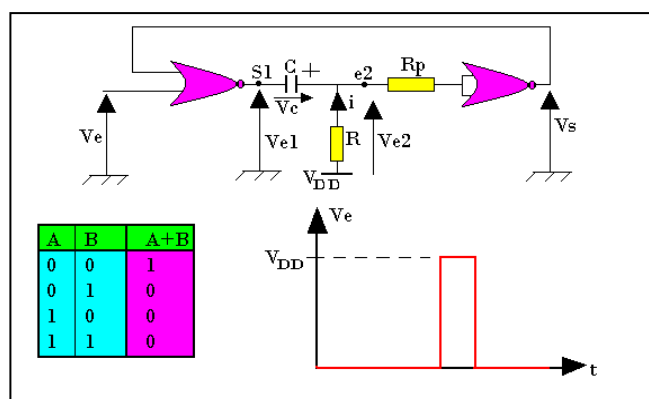 S1 C + e2 Rp
Vc i
Ve Ve1 R Ve2 Vs
VDD
A B A+B
0 0 1
0 1 0
1 0 0
1 1 0
Ve
VDD
t